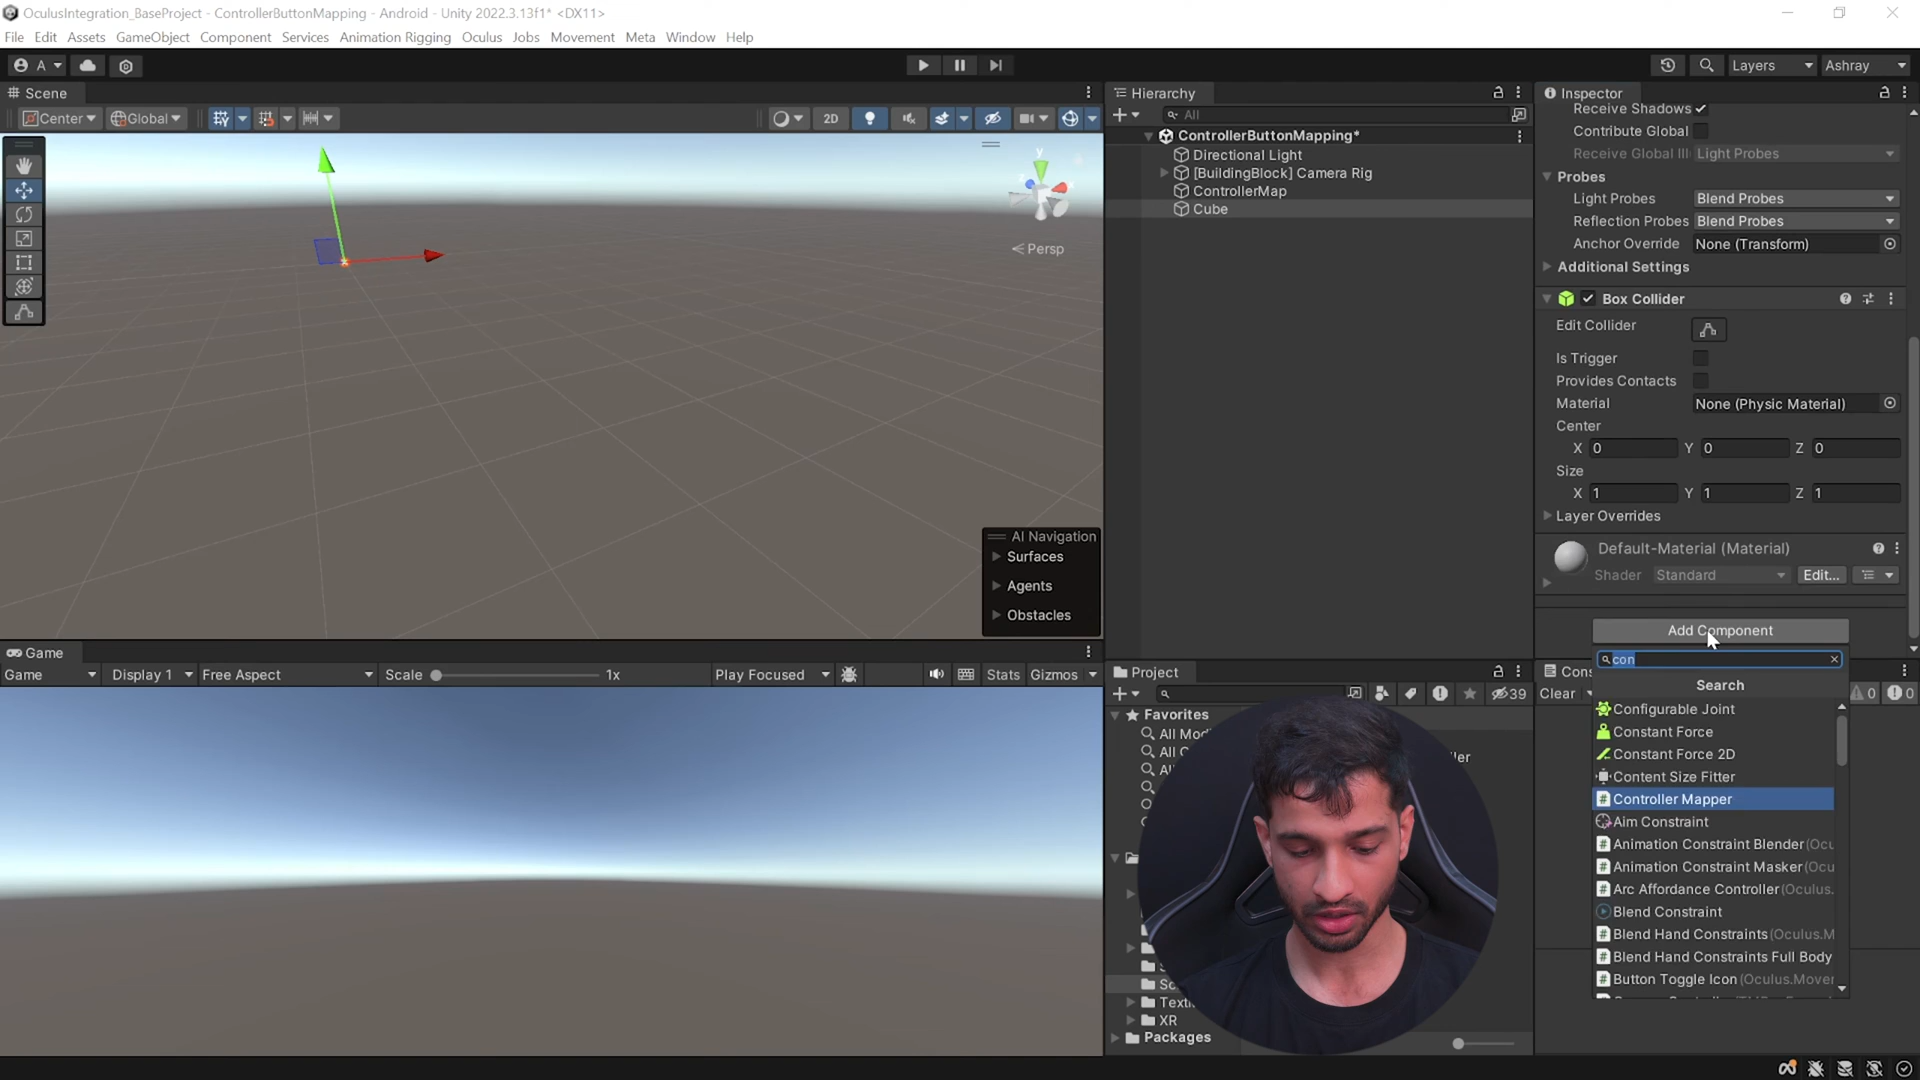 OculusIntegration_BaseProject - ControllerButtonMapping - Android - Unity 2022.3.13f1* <DX11>
File Edit Assets GameObject Component Services Animation Rigging Oculus Jobs Movement Meta Window Help
A Layers Ashray
Scene
Center Global 2D
y
x
Persp
AI Navigation
Surfaces
Agents
Obstacles
Hierarchy
All
ControllerButtonMapping*
Directional Light
[BuildingBlock] Camera Rig
ControllerMap
Cube
Inspector
Receive Shadows
Contribute Global
Receive Global Ill Light Probes
Probes
Light Probes Blend Probes
Reflection Probes Blend Probes
Anchor Override None (Transform)
Additional Settings
Box Collider
Edit Collider
Is Trigger
Provides Contacts
Material None (Physic Material)
Center
X 0 Y 0 Z 0
Size
X 1 Y 1 Z 1
Layer Overrides
Default-Material (Material)
Shader Standard Edit...
Add Component
con
Search
Configurable Joint
Constant Force
Constant Force 2D
Content Size Fitter
Controller Mapper
Aim Constraint
Animation Constraint Blender (Ocu
Animation Constraint Masker (Ocu
Arc Affordance Controller (Oculus.
Blend Constraint
Blend Hand Constraints (Oculus.M
Blend Hand Constraints Full Body
Button Toggle Icon (Oculus.Mover
Game
Game Display 1 Free Aspect Scale 1x Play Focused Stats Gizmos
Project
39
Favorites
All Mo
All C
Al
ler
Sc
Text
XR
Packages
Cons
Clear 0 0